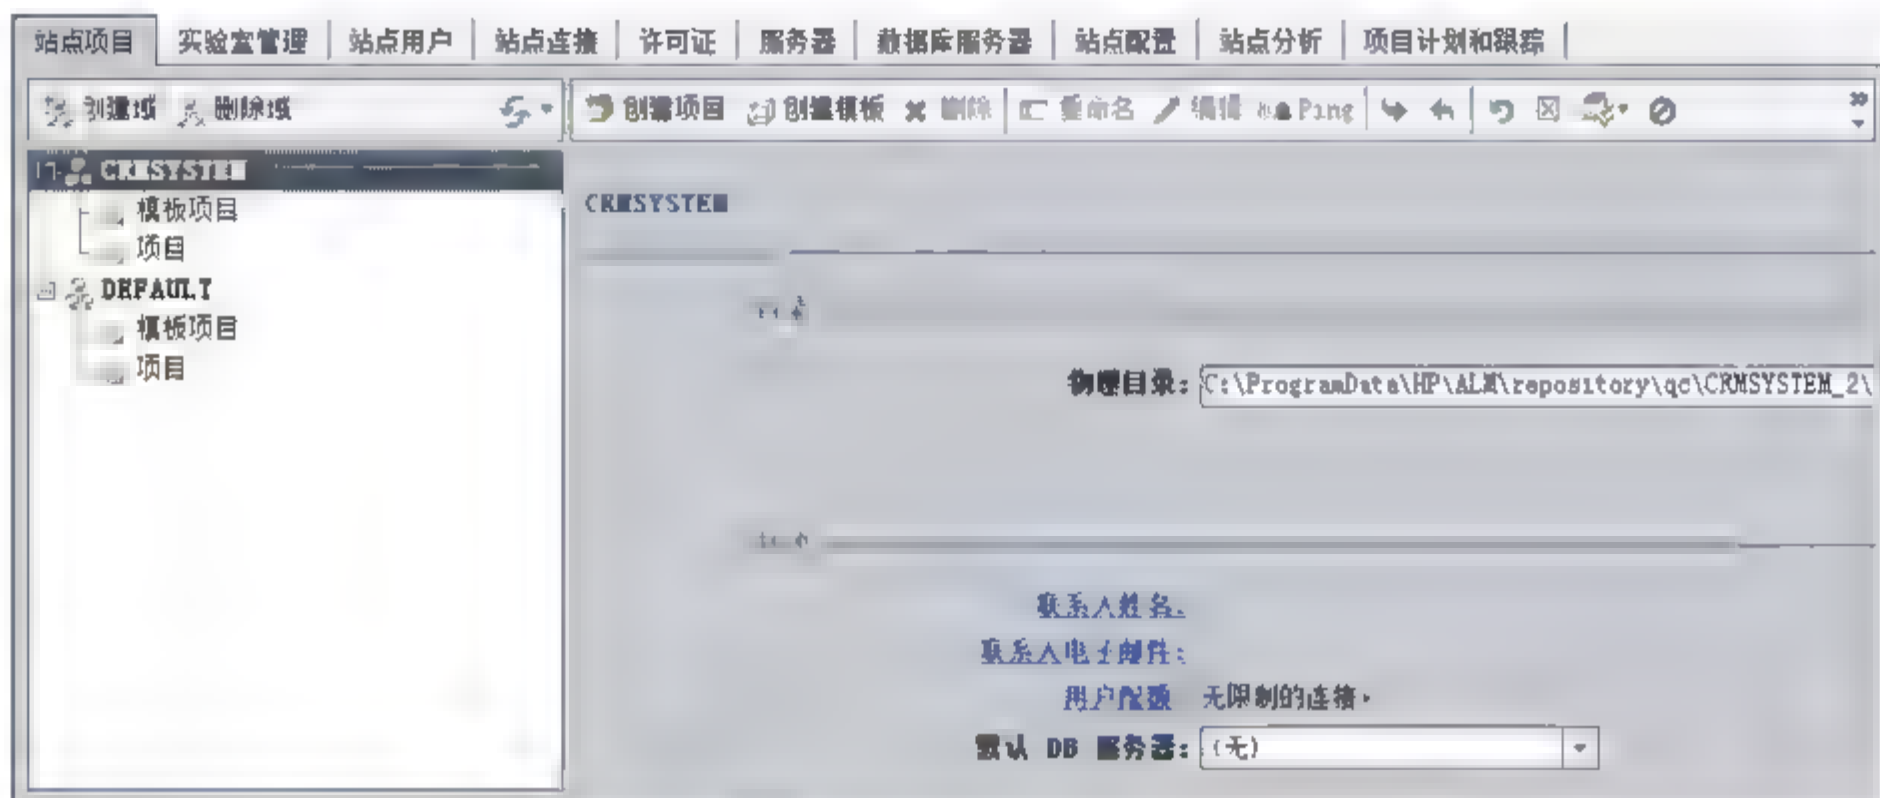 站点项目 实验室管理 站点用户 站点连接 许可证 服务器 数据库服务器 站点配置 站点分析 项目计划和跟踪
创建域 删除域 创建项目 创建模板 删除 重命名 编辑 Ping
CRMSYSTEM
模板项目
项目
DEFAULT
模板项目
项目
CRMSYSTEM
物理目录: C:\ProgramData\HP\ALM\repository\qc\CRMSYSTEM_2\
联系人姓名:
联系人电子邮件:
用户配额 无限制的连接.
默认 DB 服务器: (无)